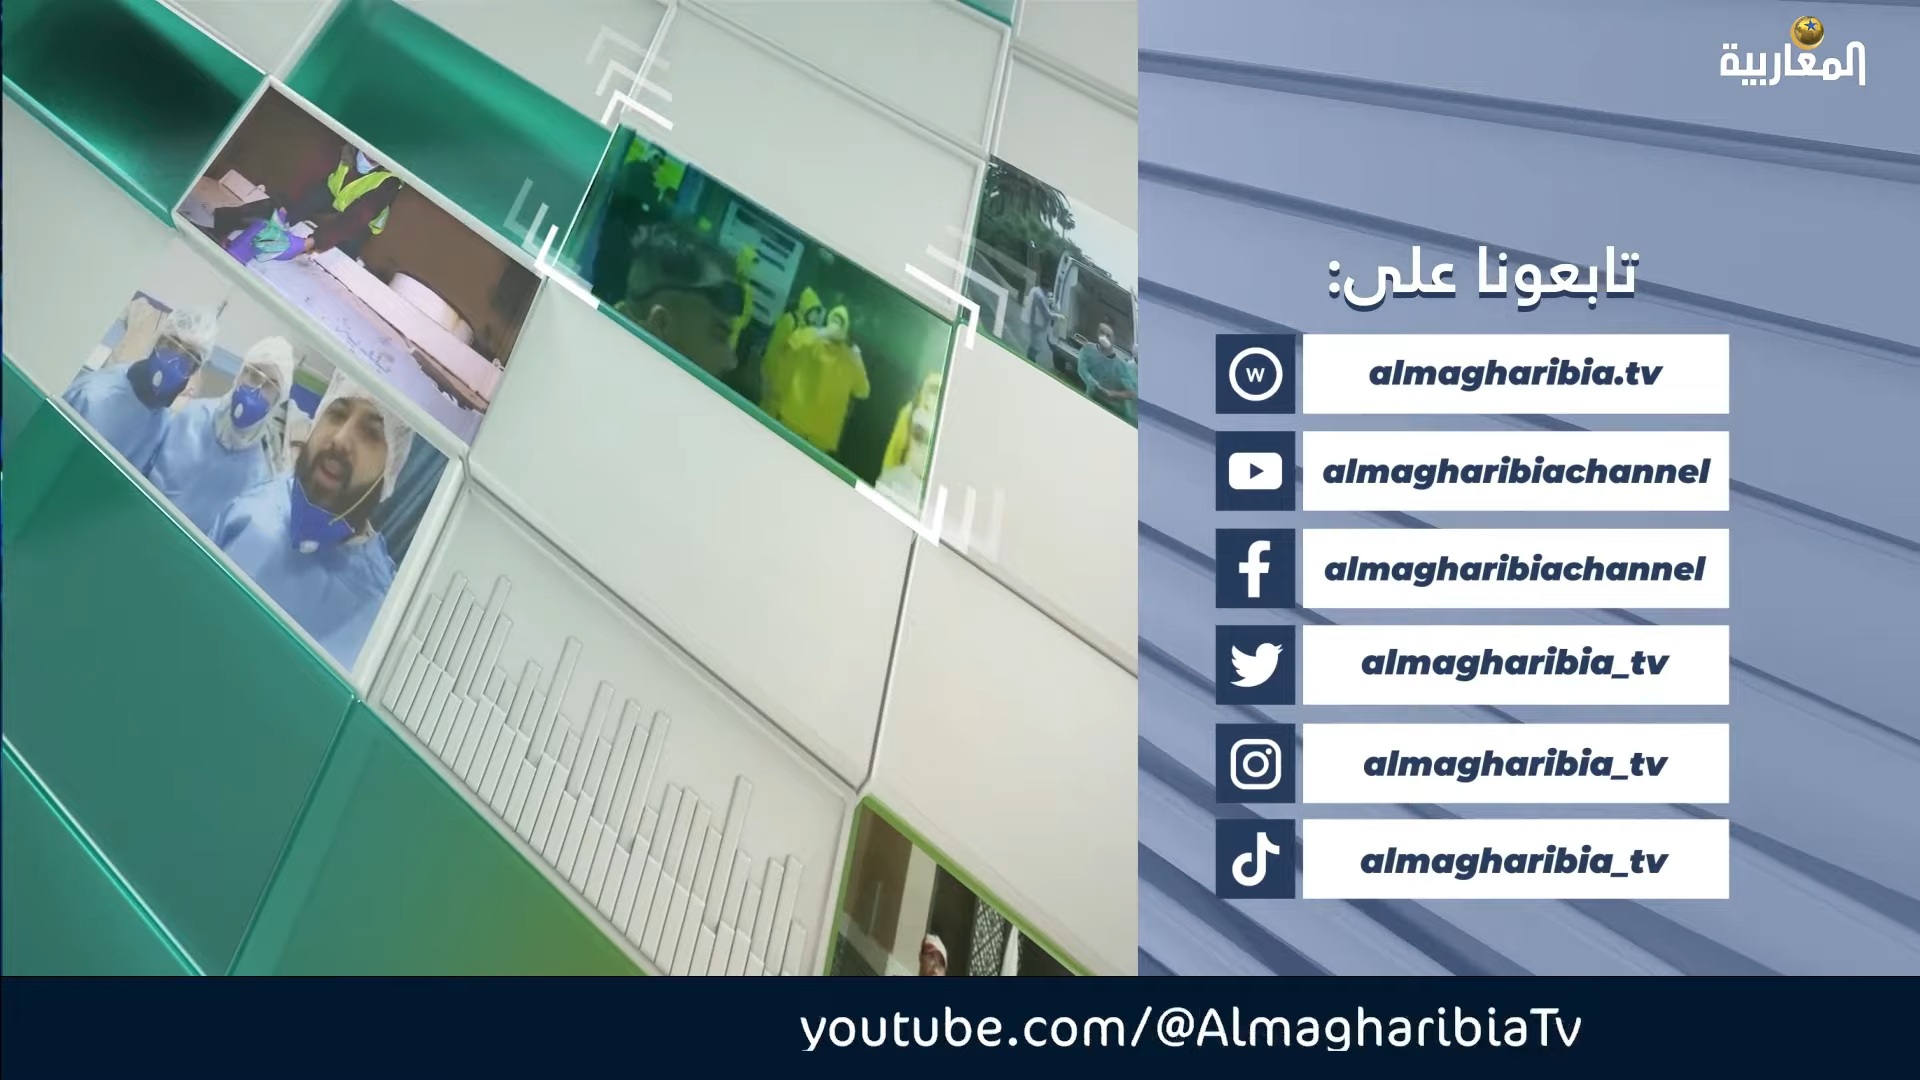 المغاربية
تابعونا على:
W
almagharibia.tv
almagharibiachannel
almagharibiachannel
almagharibia_tv
almagharibia_tv
almagharibia_tv
youtube.com/@AlmagharibiaTv